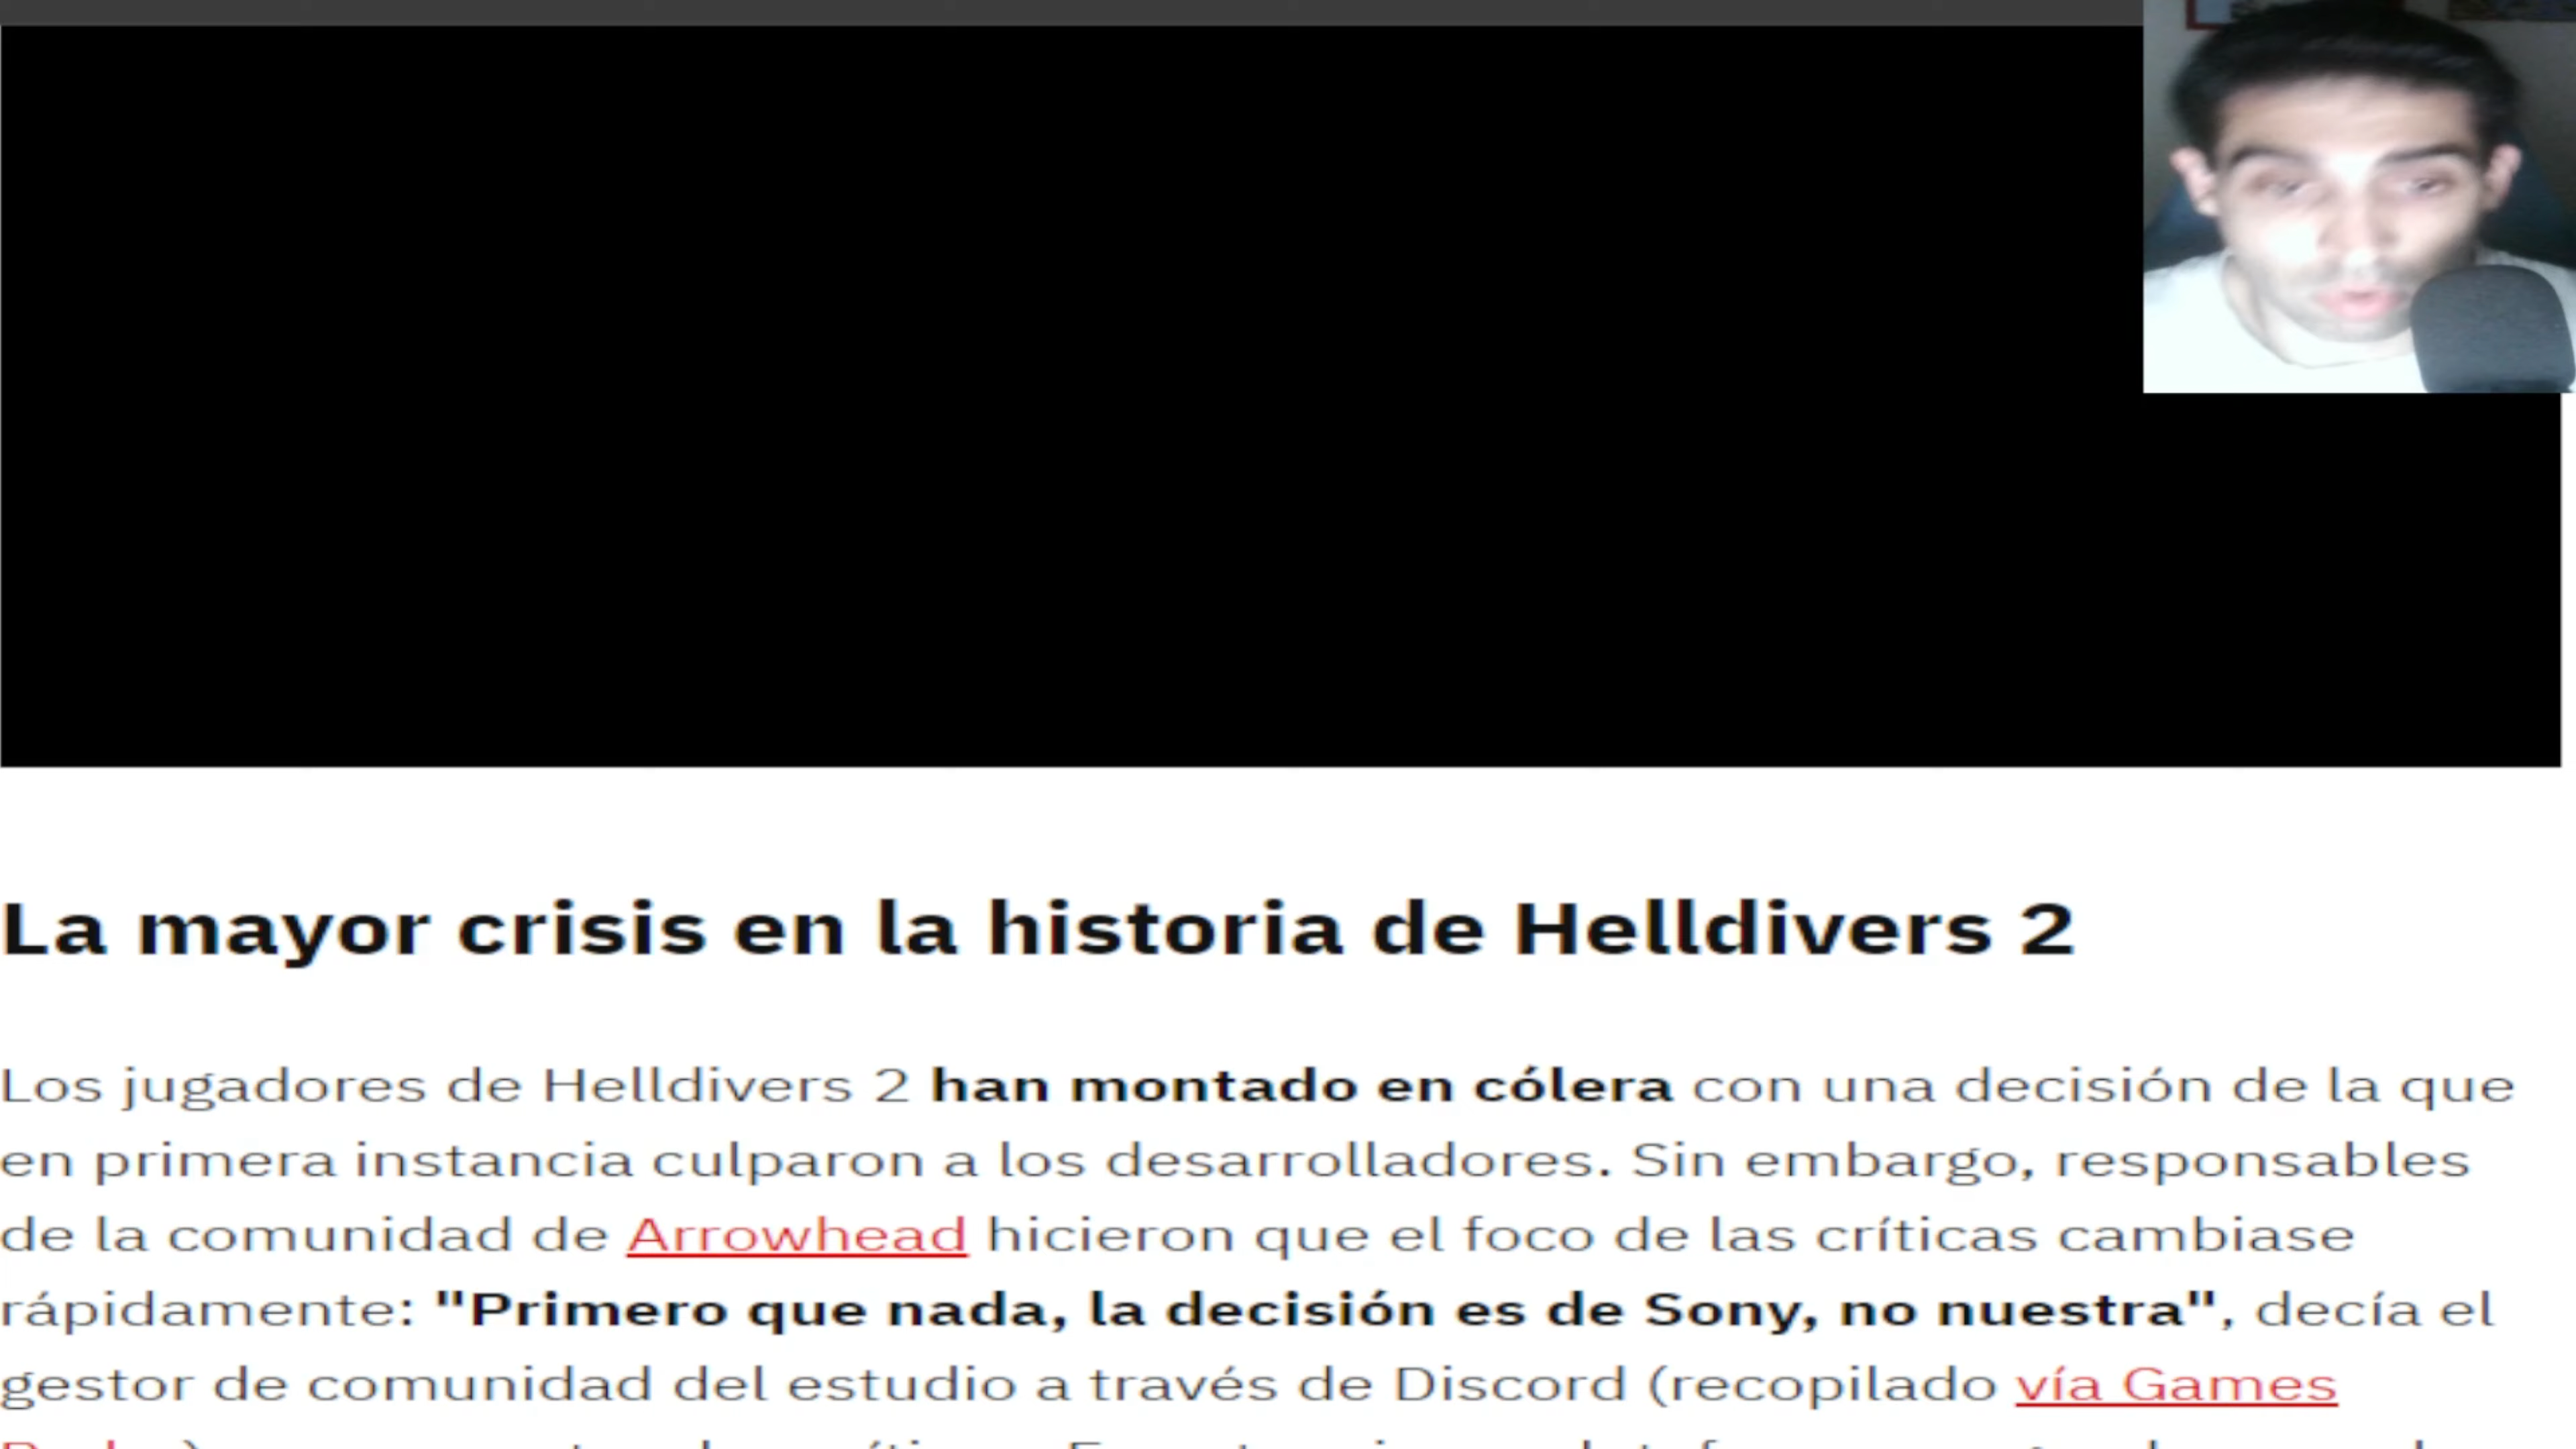 La mayor crisis en la historia de Helldivers 2
Los jugadores de Helldivers 2 han montado en cólera con una decisión de la que
en primera instancia culparon a los desarrolladores. Sin embargo, responsables
de la comunidad de Arrowhead hicieron que el foco de las críticas cambiase
rápidamente: "Primero que nada, la decisión es de Sony, no nuestra", decía el
gestor de comunidad del estudio a través de Discord (recopilado vía Games